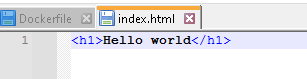 Dockerfile index.html
1 <h1>Hello world</h1>